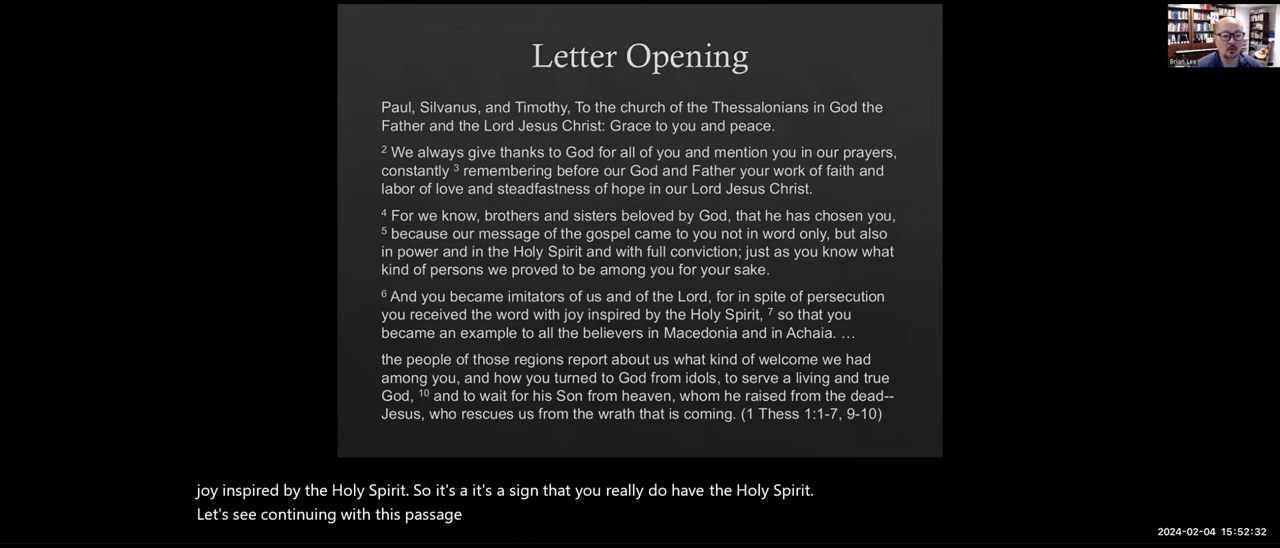 Letter Opening
Brian Lee
Paul, Silvanus, and Timothy, To the church of the Thessalonians in God the
Father and the Lord Jesus Christ: Grace to you and peace.
2 We always give thanks to God for all of you and mention you in our prayers,
constantly 3 remembering before our God and Father your work of faith and
labor of love and steadfastness of hope in our Lord Jesus Christ.
4 For we know, brothers and sisters beloved by God, that he has chosen you,
5 because our message of the gospel came to you not in word only, but also
in power and in the Holy Spirit and with full conviction; just as you know what
kind of persons we proved to be among you for your sake.
6 And you became imitators of us and of the Lord, for in spite of persecution
you received the word with joy inspired by the Holy Spirit, 7 so that you
became an example to all the believers in Macedonia and in Achaia. …
the people of those regions report about us what kind of welcome we had
among you, and how you turned to God from idols, to serve a living and true
God, 10 and to wait for his Son from heaven, whom he raised from the dead--
Jesus, who rescues us from the wrath that is coming. (1 Thess 1:1-7, 9-10)
joy inspired by the Holy Spirit. So it's a it's a sign that you really do have the Holy Spirit.
Let's see continuing with this passage
2024-02-04 15:52:32